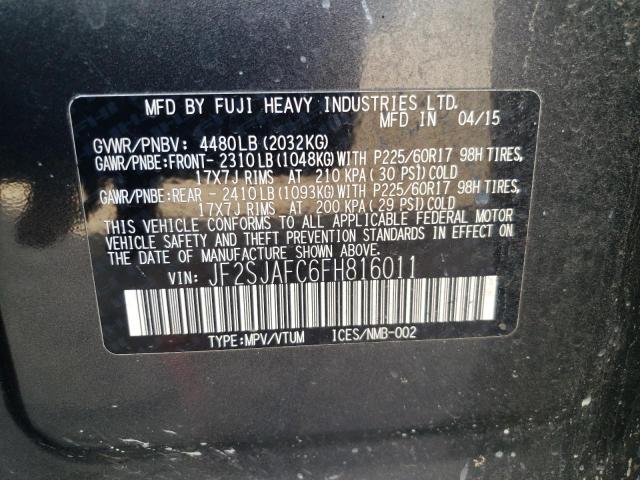 MFD BY FUJI HEAVY INDUSTRIES LTD.
MFD IN 04/15
GVWR/PNBV: 4480LB (2032KG)
GAWR/PNBE:FRONT- 2310 LB (1048KG) WITH P225/60R17 98H TIRES,
17X7J RIMS AT 210 KPA ( 30 PSI) COLD
GAWR/PNBE:REAR - 2410 LB (1093KG) WITH P225/60R17 98H TIRES,
17X7J RIMS AT 200 KPA ( 29 PSI) COLD
THIS VEHICLE CONFORMS TO ALL APPLICABLE FEDERAL MOTOR
VEHICLE SAFETY AND THEFT PREVENTION STANDARDS IN EFFECT ON
THE DATE OF MANUFACTURE SHOWN ABOVE.
VIN: JF2SJAFC6FH816011
TYPE:MPV/VTUM ICES/NMB-002